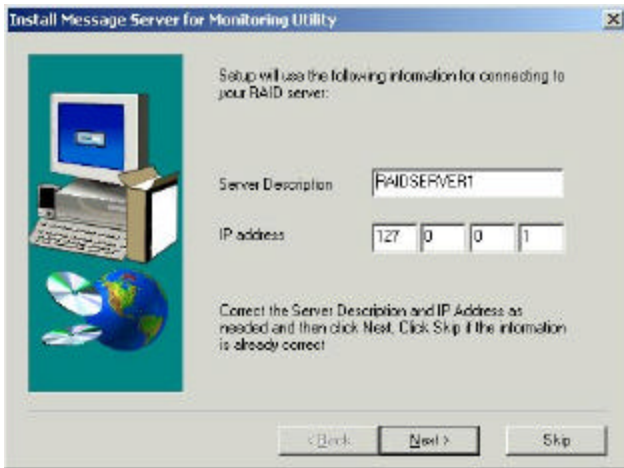 Install Message Server for Monitoring Utility
Setup will use the following information for connecting to
your RAID server:
Server Description RAIDSERVER1
IP address 127 0 0 1
Correct the Server Description and IP Address as
needed and then click Next. Click Skip if the information
is already correct
< Back Next > Skip